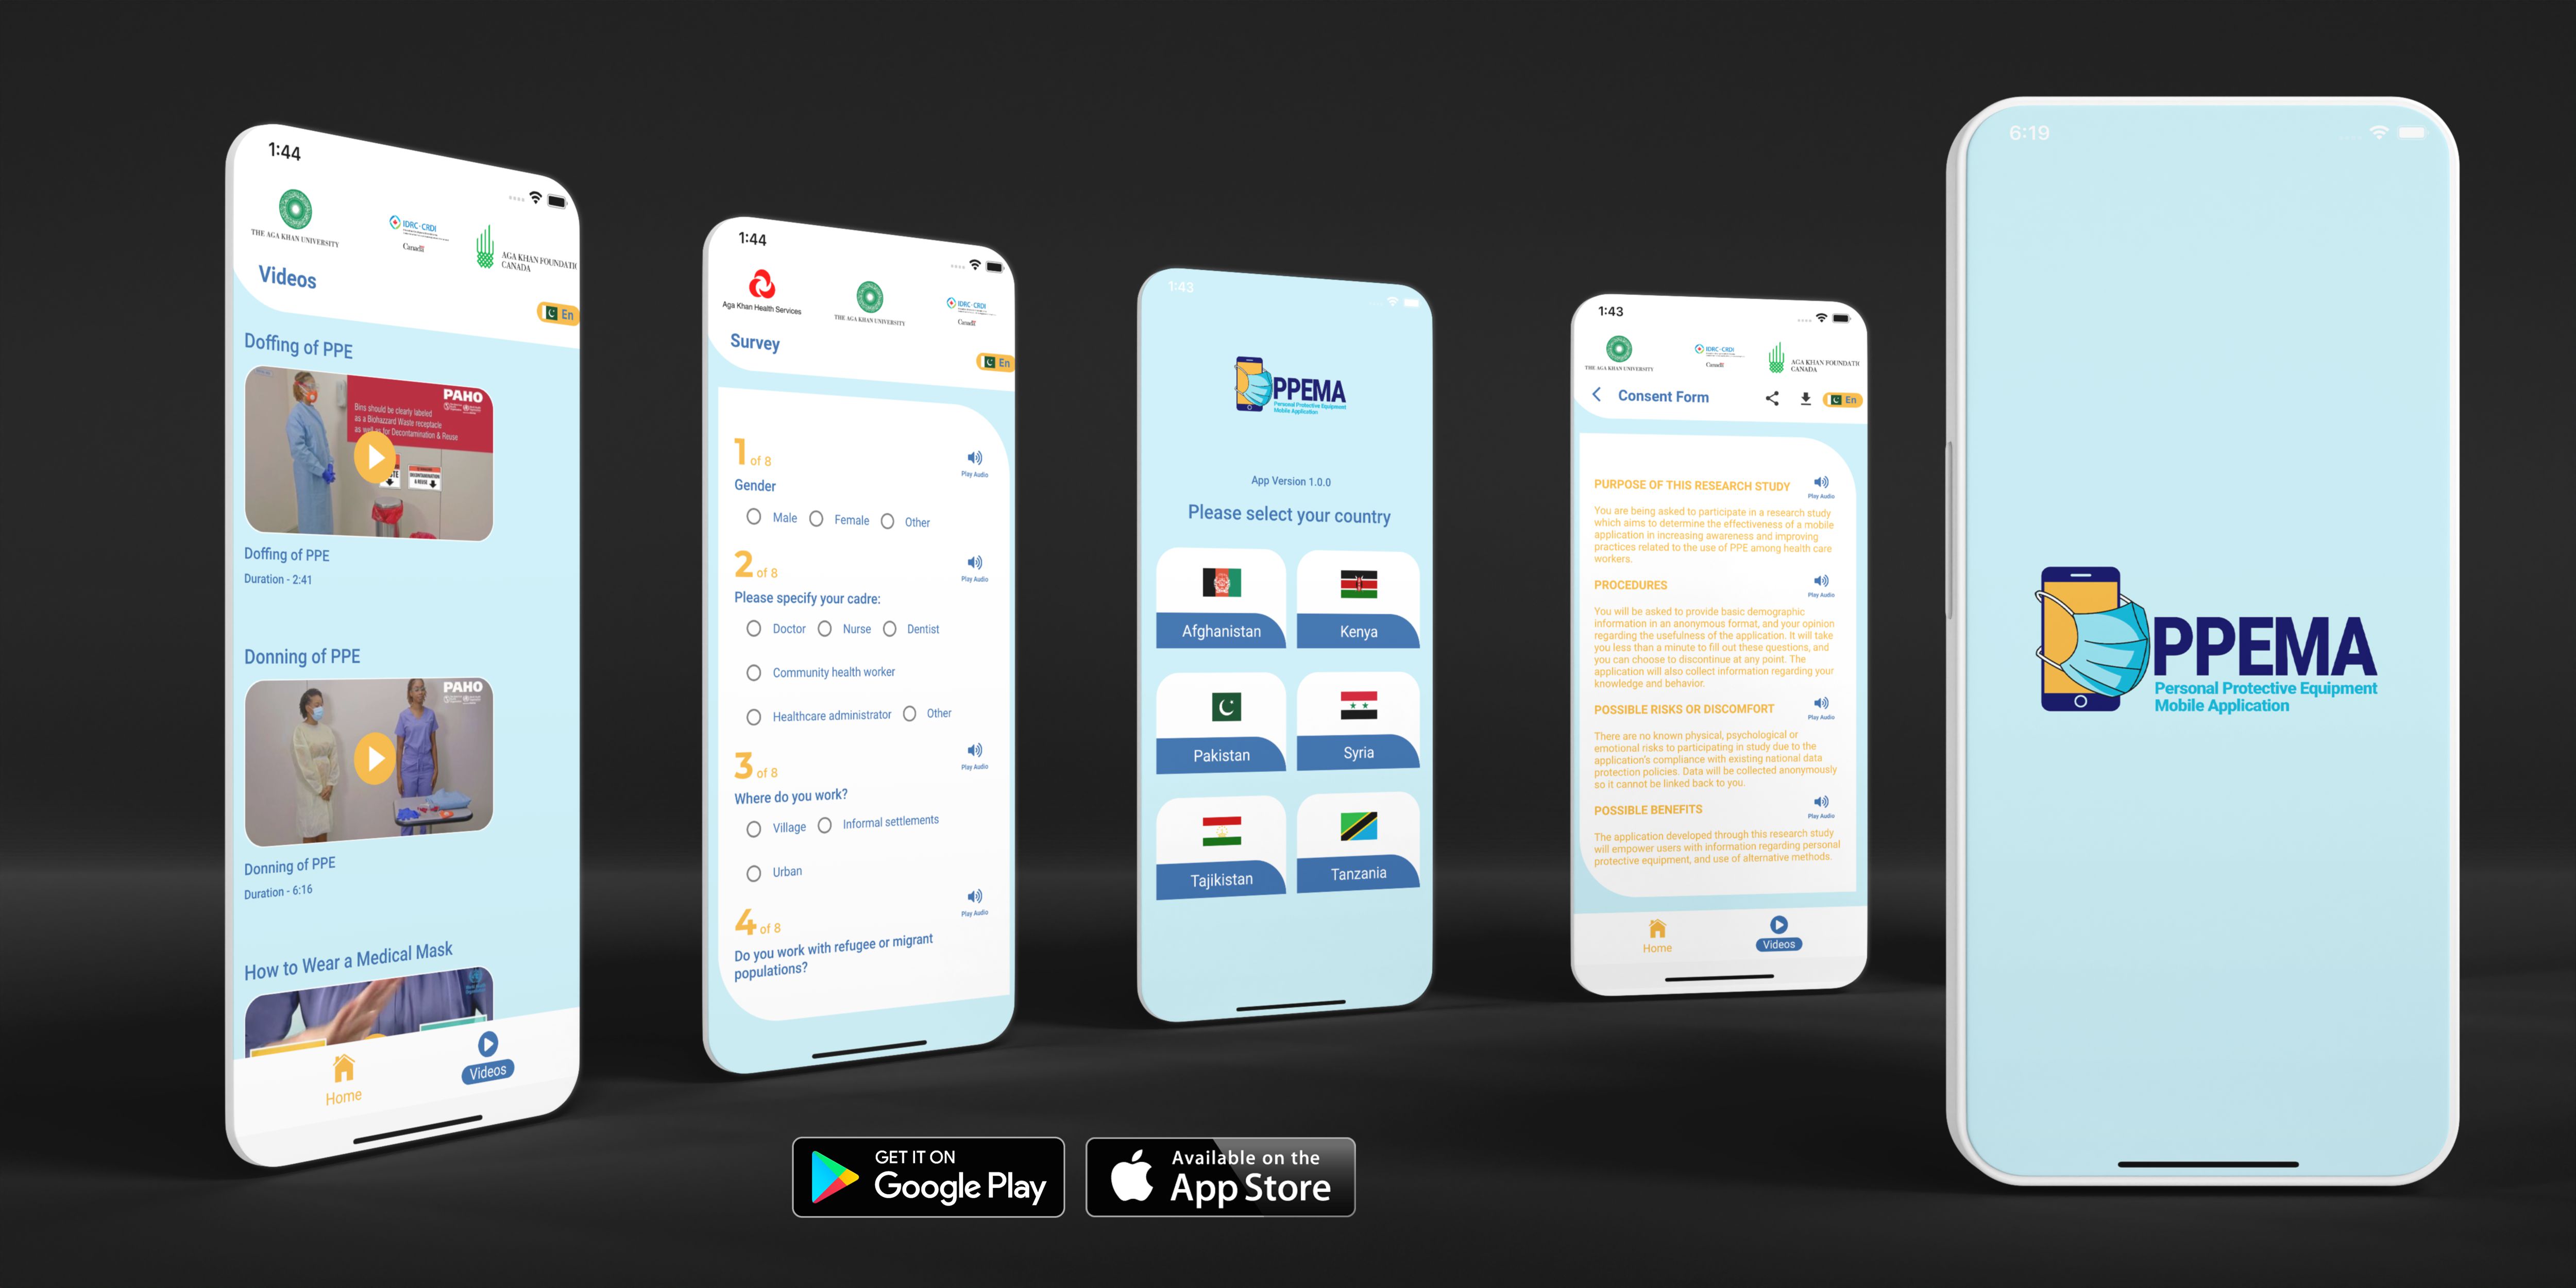 1:44
THE AGA KHAN UNIVERSITY
IDRC · CRDI
Canada
AGA KHAN FOUNDATIO
CANADA
Videos
En
Doffing of PPE
PAHO
Bins should be clearly labeled
as a Biohazzard Waste receptacle
as well as for Decontamination & Reuse
Doffing of PPE
Duration - 2:41
Donning of PPE
PAHO
Donning of PPE
Duration - 6:16
How to Wear a Medical Mask
Home
Videos
1:44
Aga Khan Health Services
THE AGA KHAN UNIVERSITY
IDRC · CRDI
Canada
Survey
En
1 of 8
Play Audio
Gender
Male Female Other
2 of 8
Play Audio
Please specify your cadre:
Doctor Nurse Dentist
Community health worker
Healthcare administrator Other
3 of 8
Play Audio
Where do you work?
Village Informal settlements
Urban
4 of 8
Play Audio
Do you work with refugee or migrant
populations?
1:43
PPEMA
Personal Protective Equipment
Mobile Application
App Version 1.0.0
Please select your country
Afghanistan
Kenya
Pakistan
Syria
Tajikistan
Tanzania
1:43
THE AGA KHAN UNIVERSITY
IDRC · CRDI
Canada
AGA KHAN FOUNDATIO
CANADA
Consent Form
En
PURPOSE OF THIS RESEARCH STUDY
Play Audio
You are being asked to participate in a research study
which aims to determine the effectiveness of a mobile
application in increasing awareness and improving
practices related to the use of PPE among health care
workers.
PROCEDURES
Play Audio
You will be asked to provide basic demographic
information in an anonymous format, and your opinion
regarding the usefulness of the application. It will take
you less than a minute to fill out these questions, and
you can choose to discontinue at any point. The
application will also collect information regarding your
knowledge and behavior.
POSSIBLE RISKS OR DISCOMFORT
Play Audio
There are no known physical, psychological or
emotional risks to participating in study due to the
application's compliance with existing national data
protection policies. Data will be collected anonymously
so it cannot be linked back to you.
POSSIBLE BENEFITS
Play Audio
The application developed through this research study
will empower users with information regarding personal
protective equipment, and use of alternative methods.
Home
Videos
6:19
PPEMA
Personal Protective Equipment
Mobile Application
GET IT ON
Google Play
Available on the
App Store